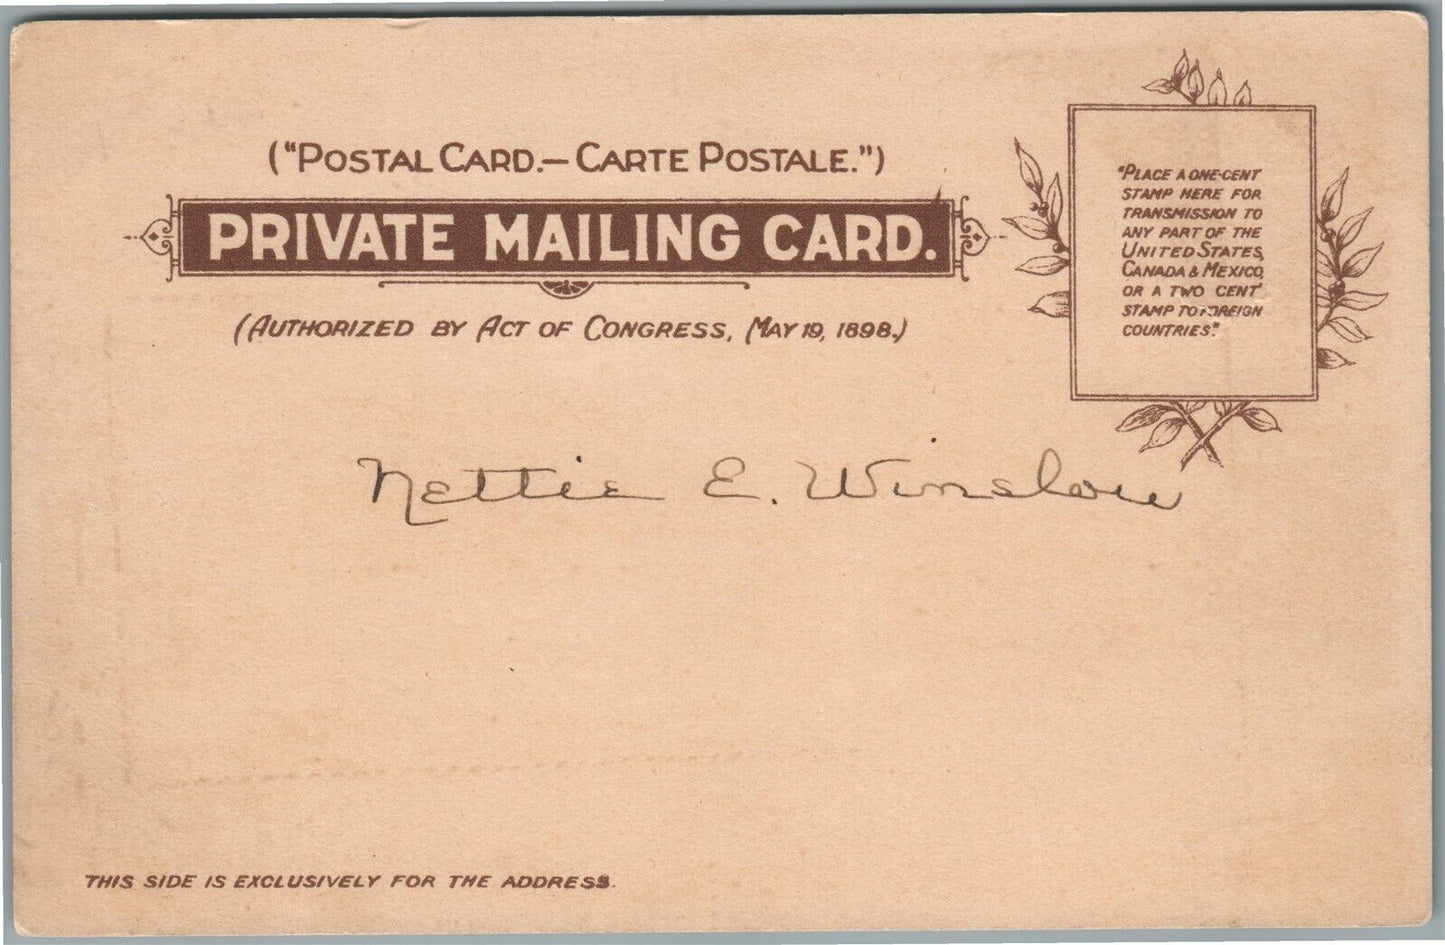 ("POSTAL CARD.—CARTE POSTALE.")
PRIVATE MAILING CARD.
(AUTHORIZED BY ACT OF CONGRESS, (MAY 19, 1898.)
"PLACE A ONE-CENT
STAMP HERE FOR
TRANSMISSION TO
ANY PART OF THE
UNITED STATES,
CANADA & MEXICO,
OR A TWO CENT
STAMP TO FOREIGN
COUNTRIES."
Nettie E. Winslow
THIS SIDE IS EXCLUSIVELY FOR THE ADDRESS.